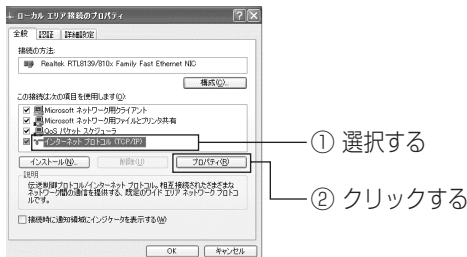 ローカル エリア接続のプロパティ
全般 認証 詳細設定
接続の方法:
Realtek RTL8139/810x Family Fast Ethernet NIC
構成(C)...
この接続は次の項目を使用します(O):
Microsoft ネットワーク用クライアント
Microsoft ネットワーク用ファイルとプリンタ共有
QoS パケット スケジューラ
インターネット プロトコル (TCP/IP)
① 選択する
インストール(N)... 削除(U) プロパティ(R)
説明
伝送制御プロトコル/インターネット プロトコル。相互接続されたさまざまな
ネットワーク間の通信を提供する、既定のワイド エリア ネットワーク プロトコ
ルです。
② クリックする
接続時に通知領域にインジケータを表示する(W)
OK キャンセル